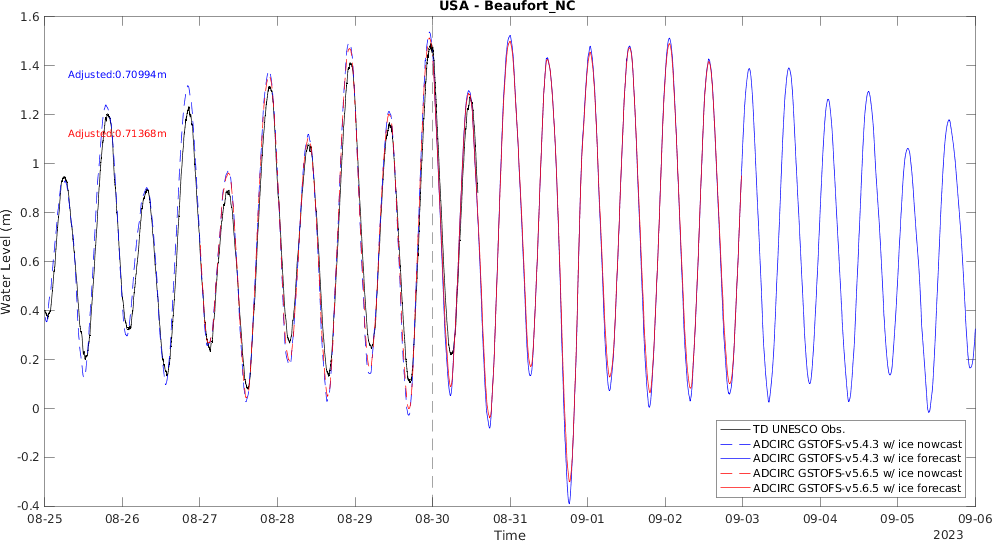 USA - Beaufort_NC
1.6
1.4
1.2
1
0.8
0.6
0.4
0.2
0
-0.2
-0.4
Water Level (m)
Adjusted:0.70994m
Adjusted:0.71368m
TD UNESCO Obs.
ADCIRC GSTOFS-v5.4.3 w/ ice nowcast
ADCIRC GSTOFS-v5.4.3 w/ ice forecast
ADCIRC GSTOFS-v5.6.5 w/ ice nowcast
ADCIRC GSTOFS-v5.6.5 w/ ice forecast
08-25 08-26 08-27 08-28 08-29 08-30 08-31 09-01 09-02 09-03 09-04 09-05 09-06
Time
2023